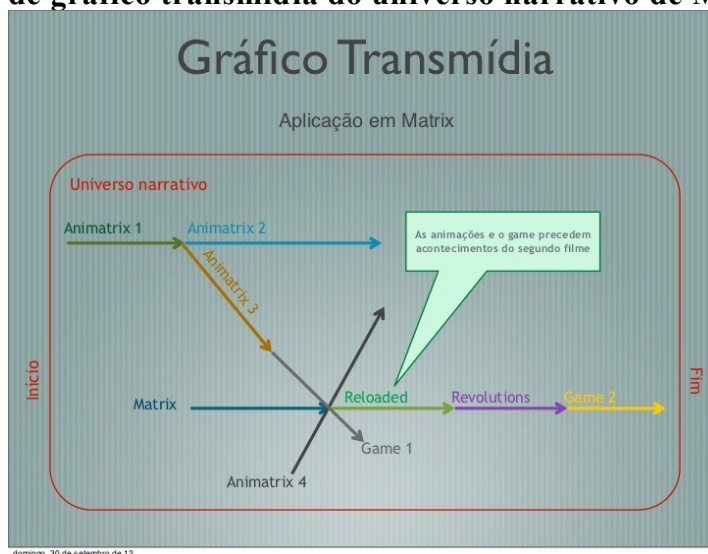 de gráfico transmídia do universo narrativo de M
Gráfico Transmídia
Aplicação em Matrix
Universo narrativo
Animatrix 1
Animatrix 2
As animações e o game precedem
acontecimentos do segundo filme
Animatrix 3
Início
Fim
Matrix
Reloaded
Revolutions
Game 2
Game 1
Animatrix 4
domingo, 30 de setembro de 12